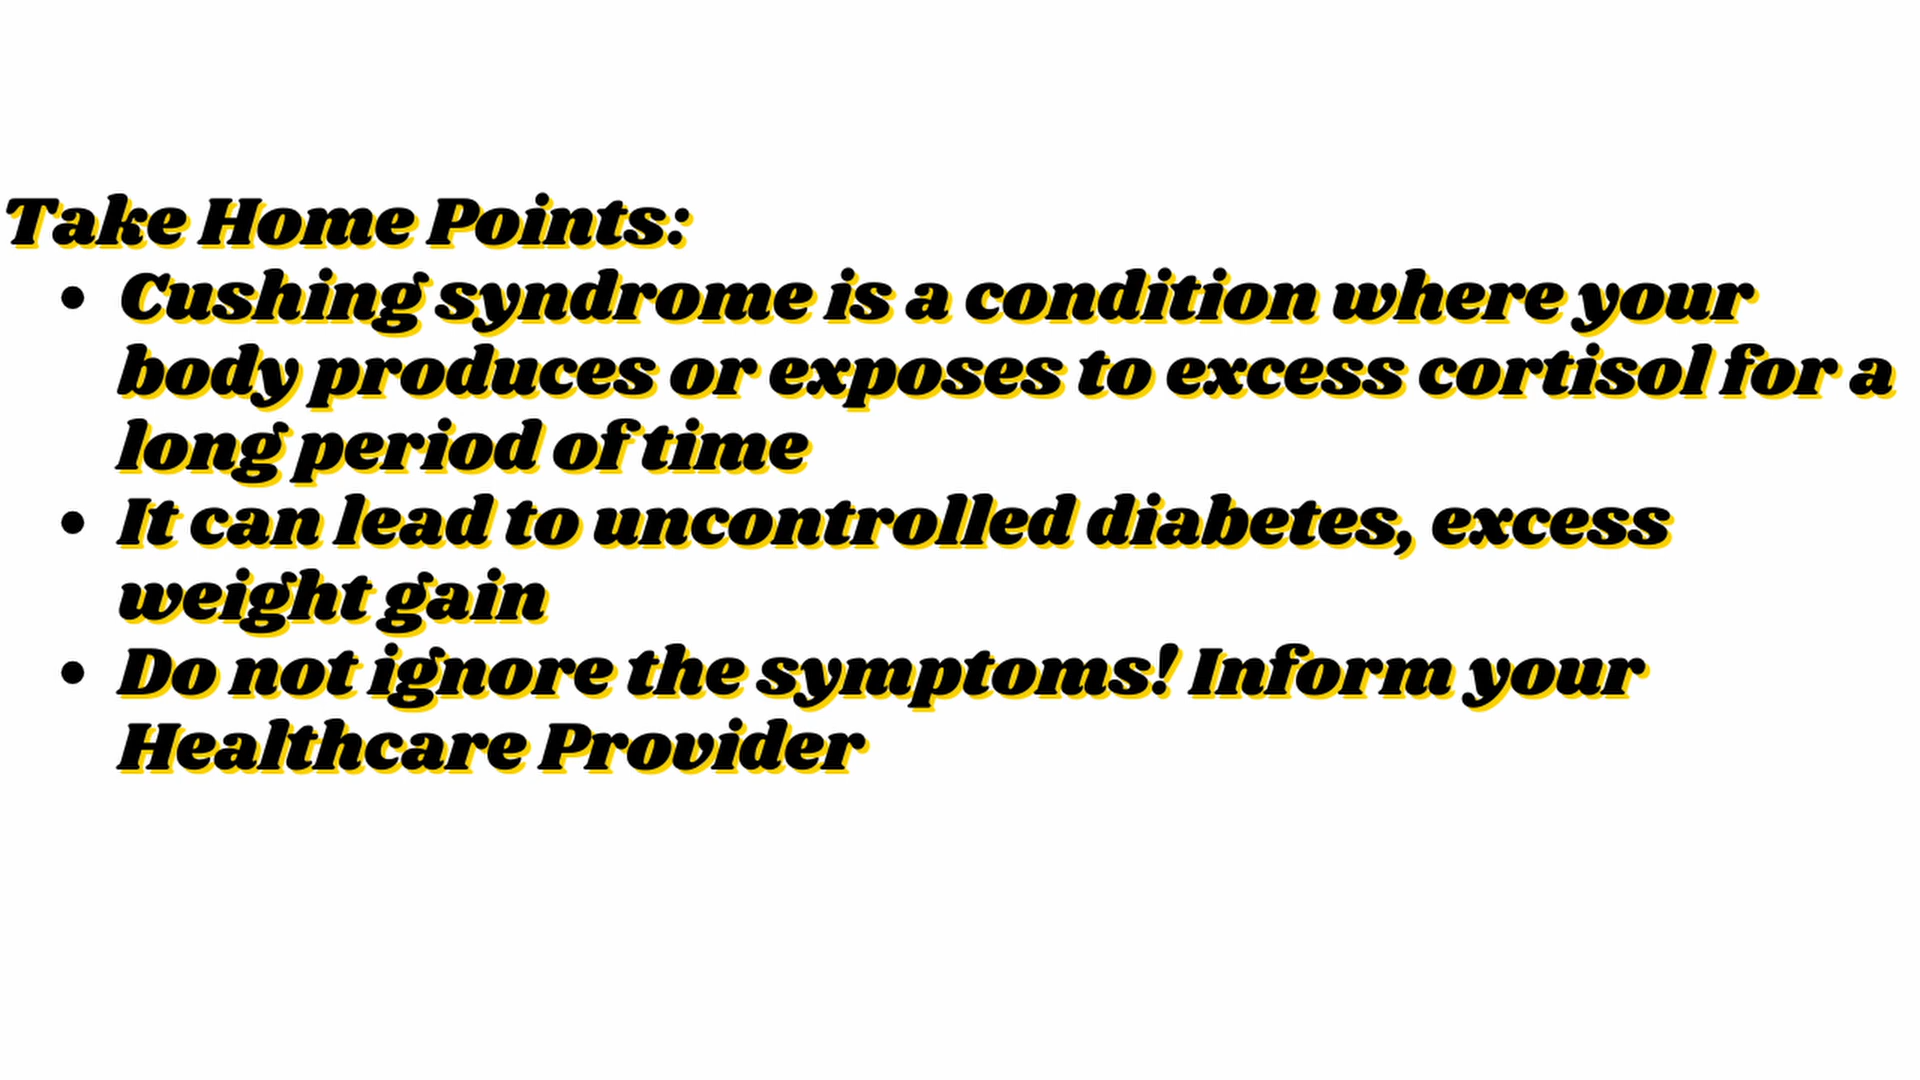 Take Home Points:
• Cushing syndrome is a condition where your
body produces or exposes to excess cortisol for a
long period of time
• It can lead to uncontrolled diabetes, excess
weight gain
• Do not ignore the symptoms! Inform your
Healthcare Provider